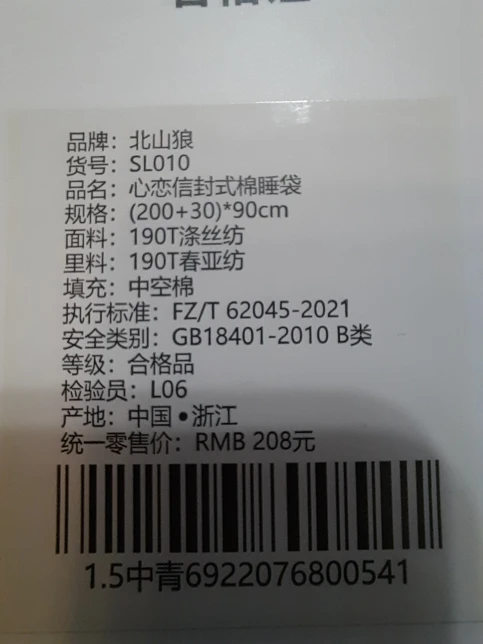 品牌：北山狼
货号：SL010
品名：心恋信封式棉睡袋
规格：(200+30)*90cm
面料：190T涤丝纺
里料：190T春亚纺
填充：中空棉
执行标准：FZ/T 62045-2021
安全类别：GB18401-2010 B类
等级：合格品
检验员：L06
产地：中国•浙江
统一零售价：RMB 208元
1.5中青6922076800541